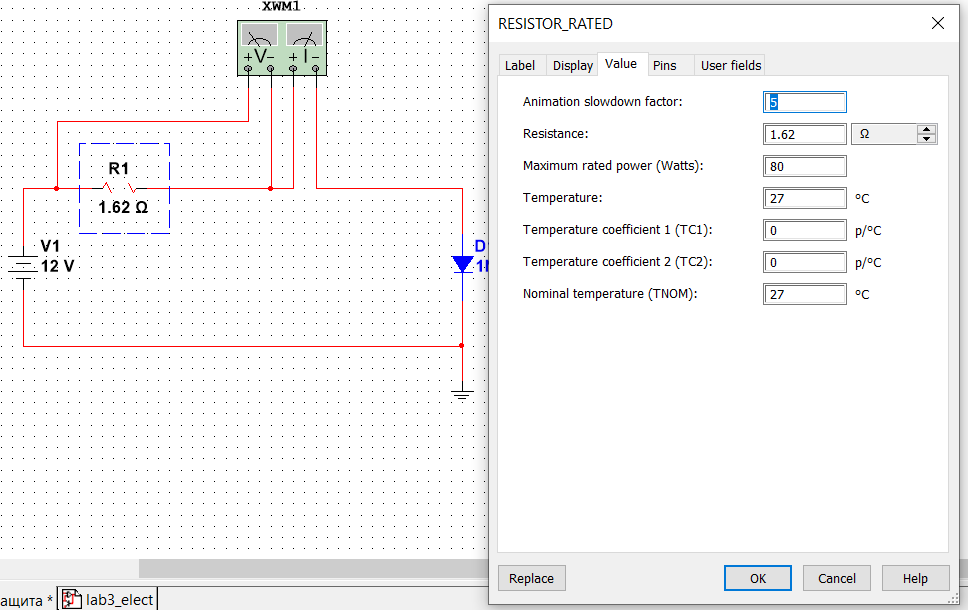 XWM1
V I
R1
1.62 Ω
V1
12 V
D
1
RESISTOR_RATED
Label Display Value Pins User fields
Animation slowdown factor: 5
Resistance: 1.62 Ω
Maximum rated power (Watts): 80
Temperature: 27 °C
Temperature coefficient 1 (TC1): 0 p/°C
Temperature coefficient 2 (TC2): 0 p/°C
Nominal temperature (TNOM): 27 °C
Replace OK Cancel Help
ащита * lab3_elect